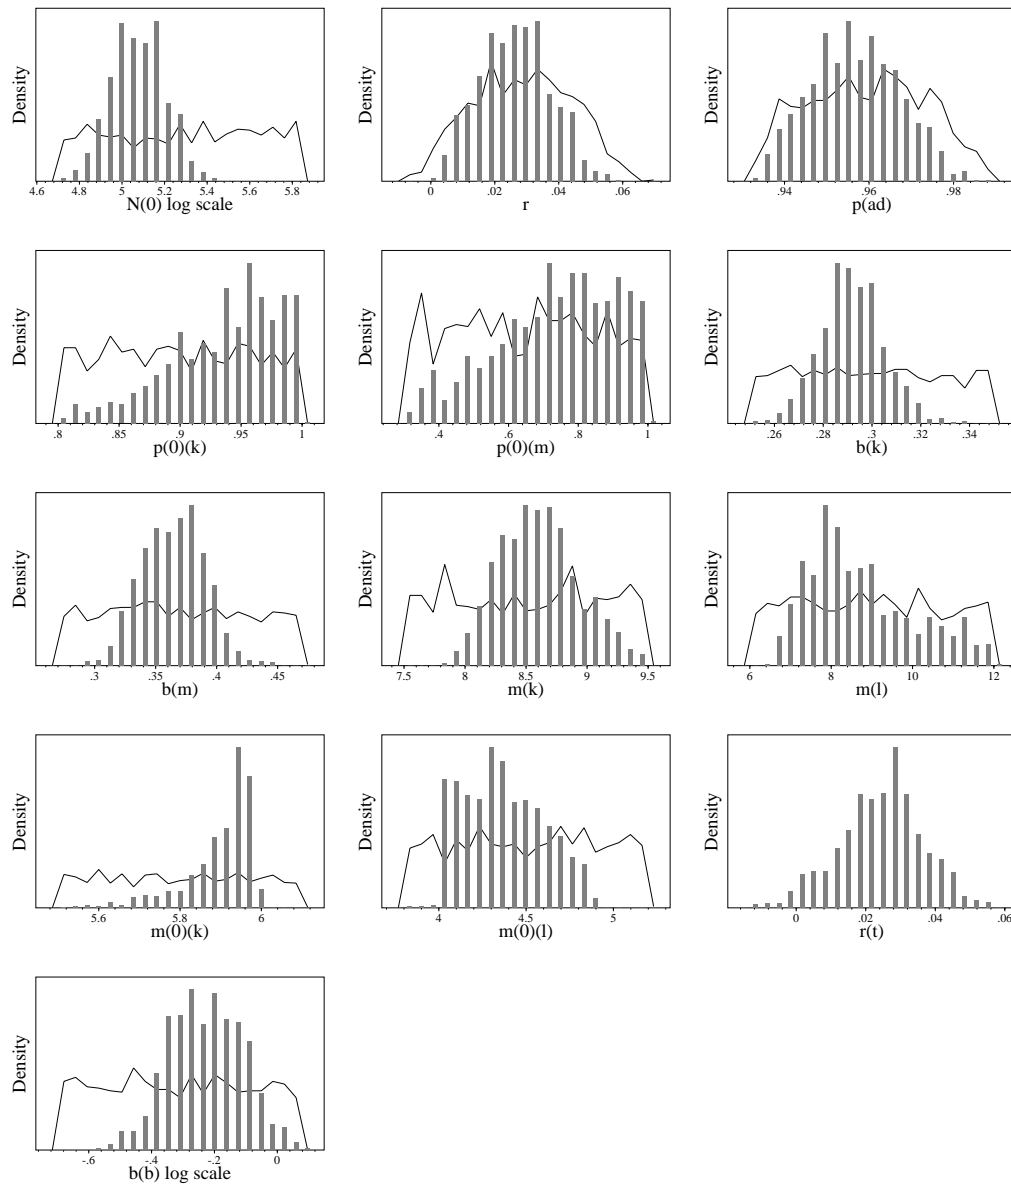 Density
4.6 4.8 5 5.2 5.4 5.6 5.8
N(0) log scale
Density
0 .02 .04 .06
r
Density
.94 .96 .98
p(ad)
Density
.8 .85 .9 .95 1
p(0)(k)
Density
.4 .6 .8 1
p(0)(m)
Density
.26 .28 .3 .32 .34
b(k)
Density
.3 .35 .4 .45
b(m)
Density
7.5 8 8.5 9 9.5
m(k)
Density
6 8 10 12
m(l)
Density
5.6 5.8 6
m(0)(k)
Density
4 4.5 5
m(0)(l)
Density
0 .02 .04 .06
r(t)
Density
-.6 -.4 -.2 0
b(b) log scale